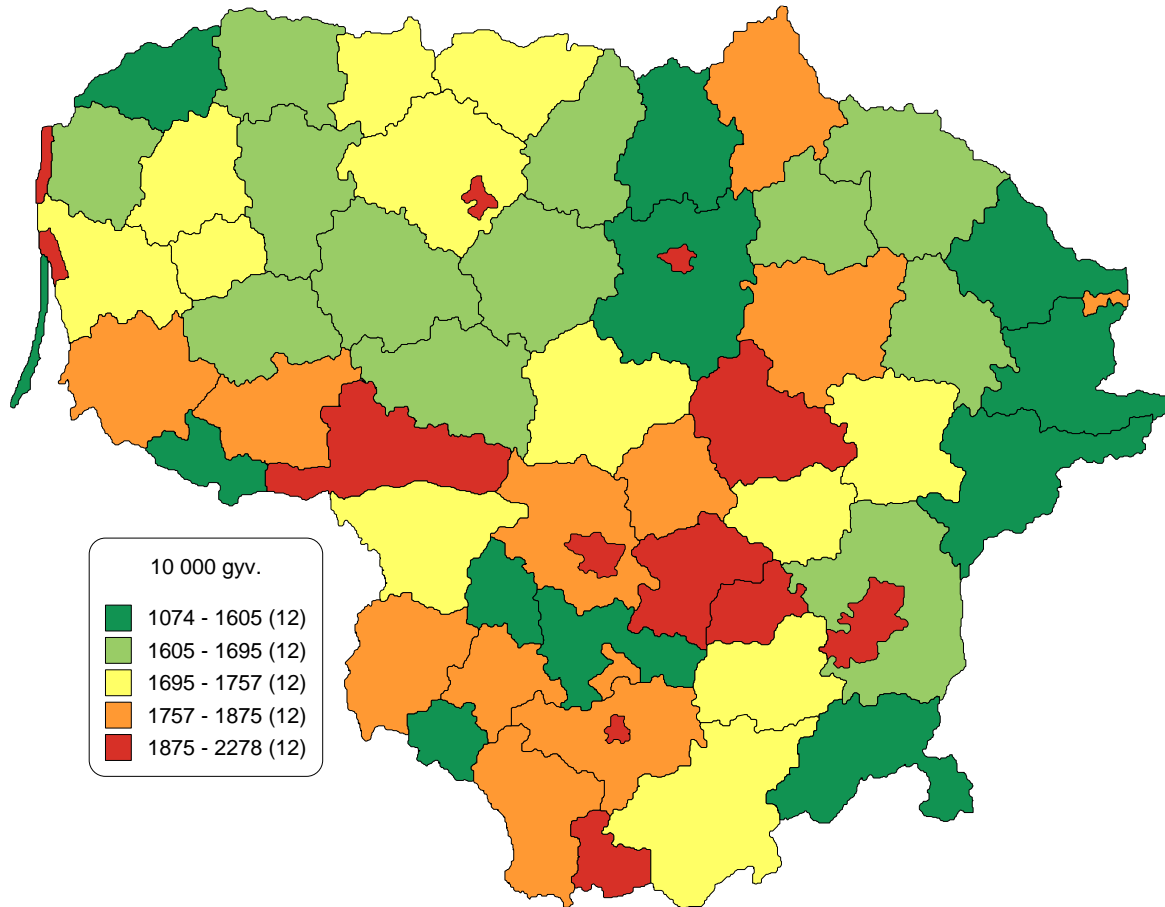 10 000 gyv.
1074 - 1605 (12)
1605 - 1695 (12)
1695 - 1757 (12)
1757 - 1875 (12)
1875 - 2278 (12)